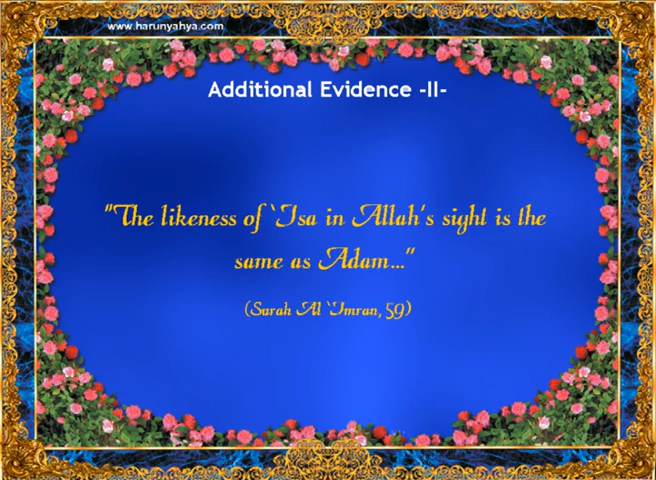 www.harunyahya.com
Additional Evidence -II-
"The likeness of `Isa in Allah's sight is the
same as Adam..."
(Surah Al `Imran, 59)